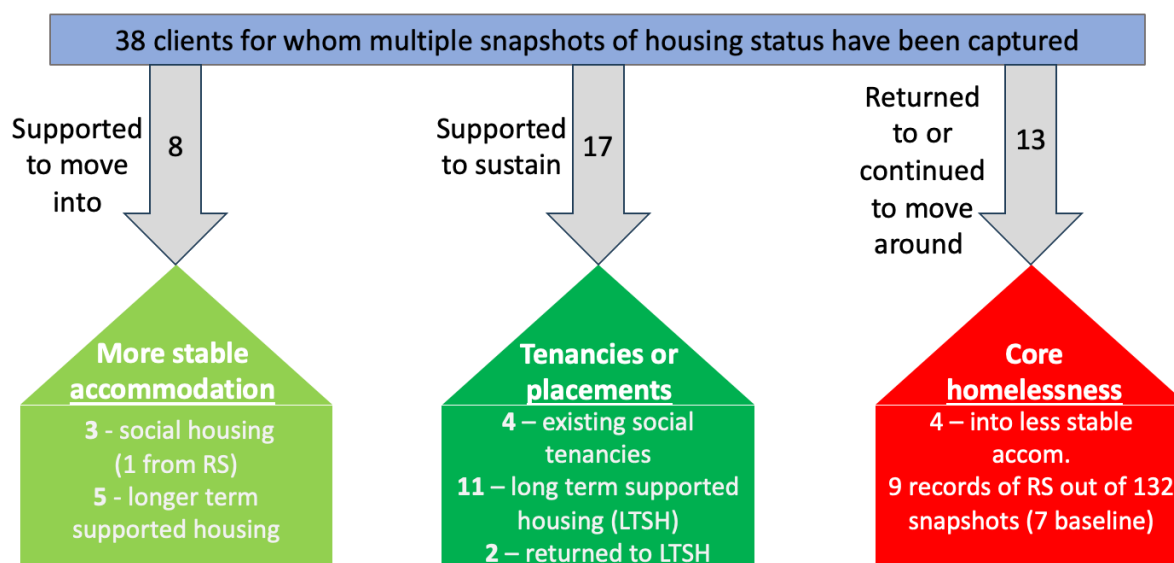 38 clients for whom multiple snapshots of housing status have been captured
Supported
to move
into
8
Supported
to sustain
17
Returned
to or
continued
to move
around
13
More stable
accommodation
3 - social housing
(1 from RS)
5 - longer term
supported housing
Tenancies or
placements
4 – existing social
tenancies
11 – long term supported
housing (LTSH)
2 – returned to LTSH
Core
homelessness
4 – into less stable
accom.
9 records of RS out of 132
snapshots (7 baseline)